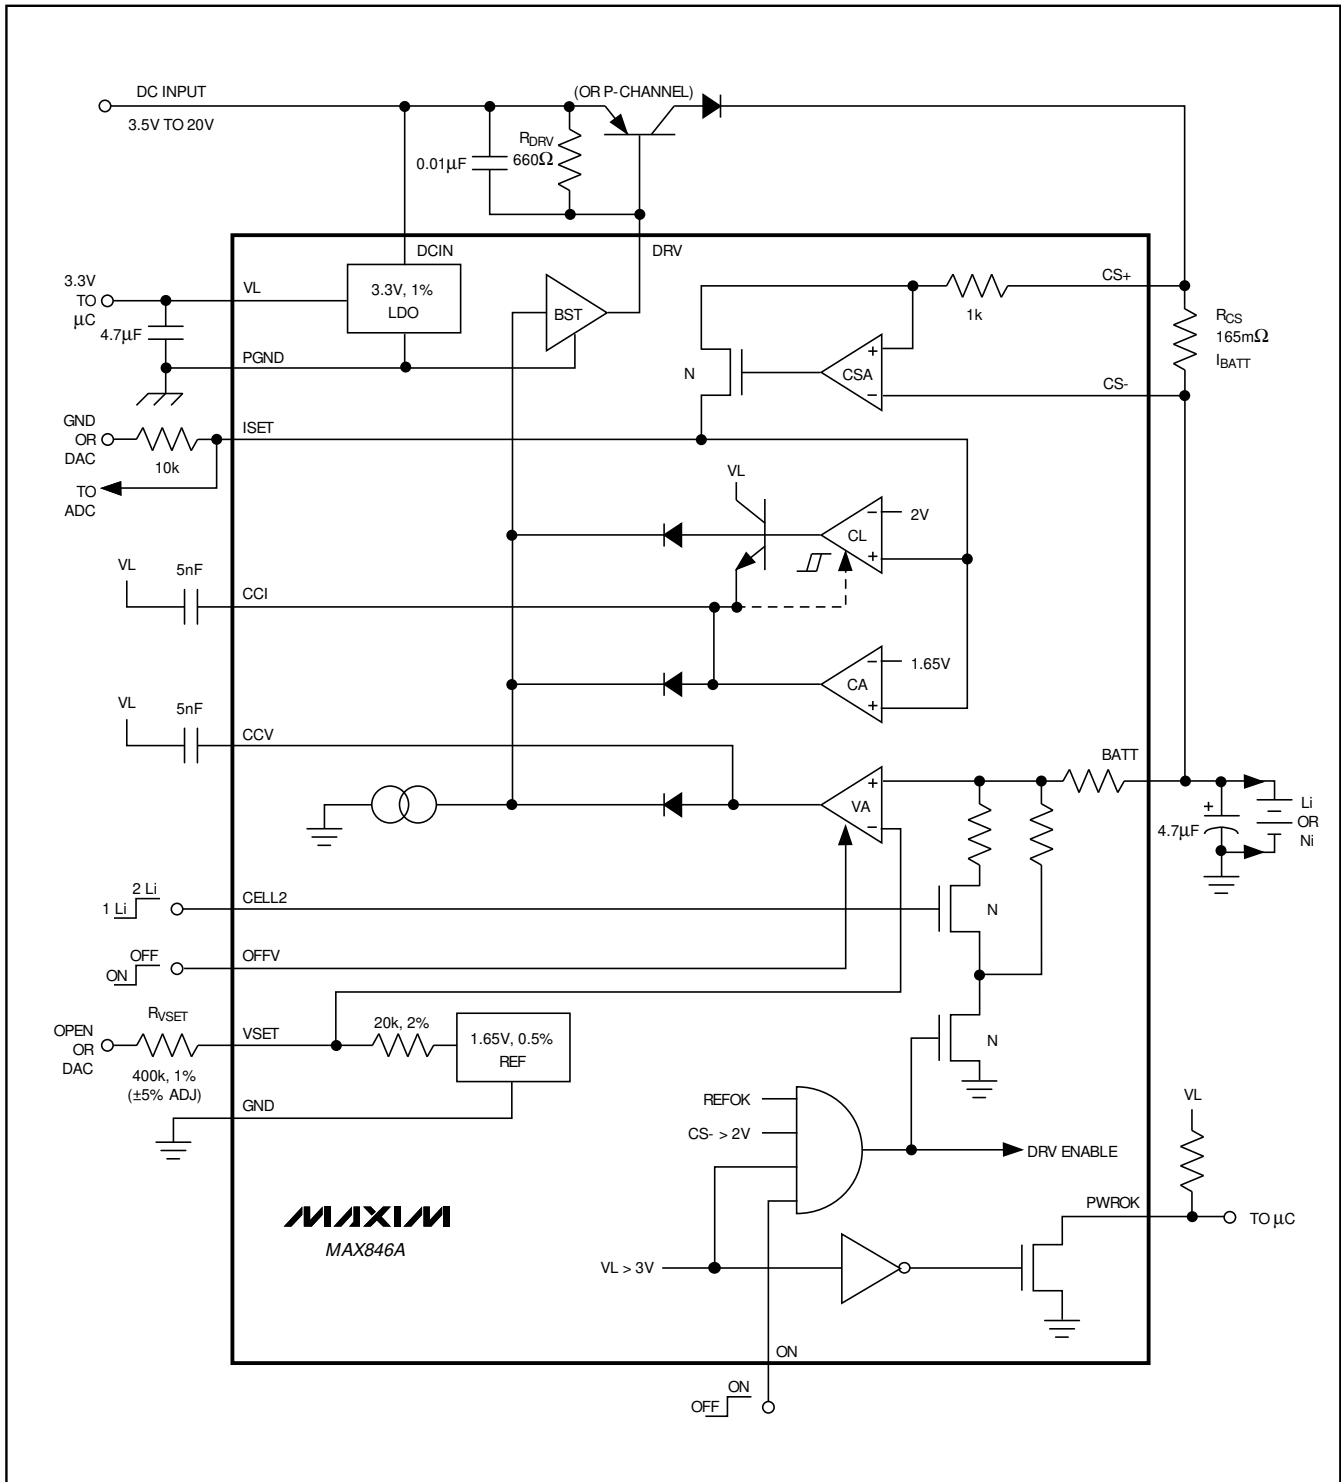 DC INPUT
3.5V TO 20V
(OR P-CHANNEL)
0.01μF
RDRV
660Ω
DCIN
DRV
3.3V
TO
μC
4.7μF
VL
3.3V, 1%
LDO
BST
PGND
CS+
1k
RCS
165mΩ
IBATT
N
+
CSA
−
CS-
GND
OR
DAC
10k
ISET
TO
ADC
VL
−
2V
CL
+
VL
5nF
CCI
−
1.65V
CA
+
VL
5nF
CCV
BATT
+
VA
−
+
4.7μF
Li
OR
Ni
2 Li
1 Li
CELL2
N
OFF
ON
OFFV
OPEN
OR
DAC
RVSET
400k, 1%
(±5% ADJ)
VSET
20k, 2%
1.65V, 0.5%
REF
N
GND
REFOK
CS- > 2V
DRV ENABLE
VL
PWROK
TO μC
MAXIM
MAX846A
VL > 3V
ON
ON
OFF